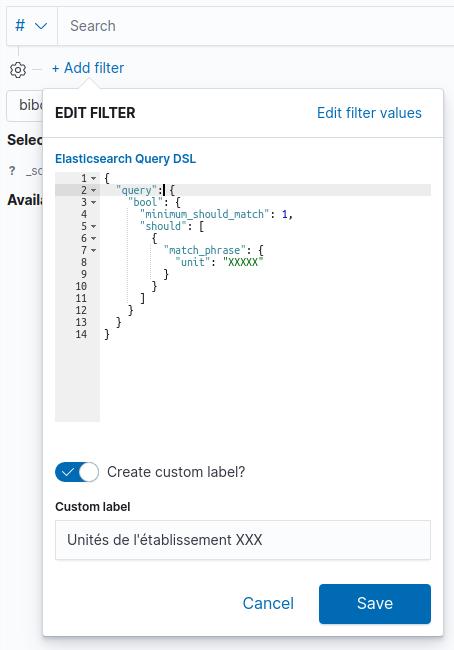 # Search
+ Add filter
bibc
EDIT FILTER Edit filter values
Selec
Elasticsearch Query DSL
? _sc
1 {
Availa
2 "query": {
3 "bool": {
4 "minimum_should_match": 1,
5 "should": [
6 {
7 "match_phrase": {
8 "unit": "XXXXX"
9 }
10 }
11 ]
12 }
13 }
14 }
Create custom label?
Custom label
Unités de l'établissement XXX
Cancel Save